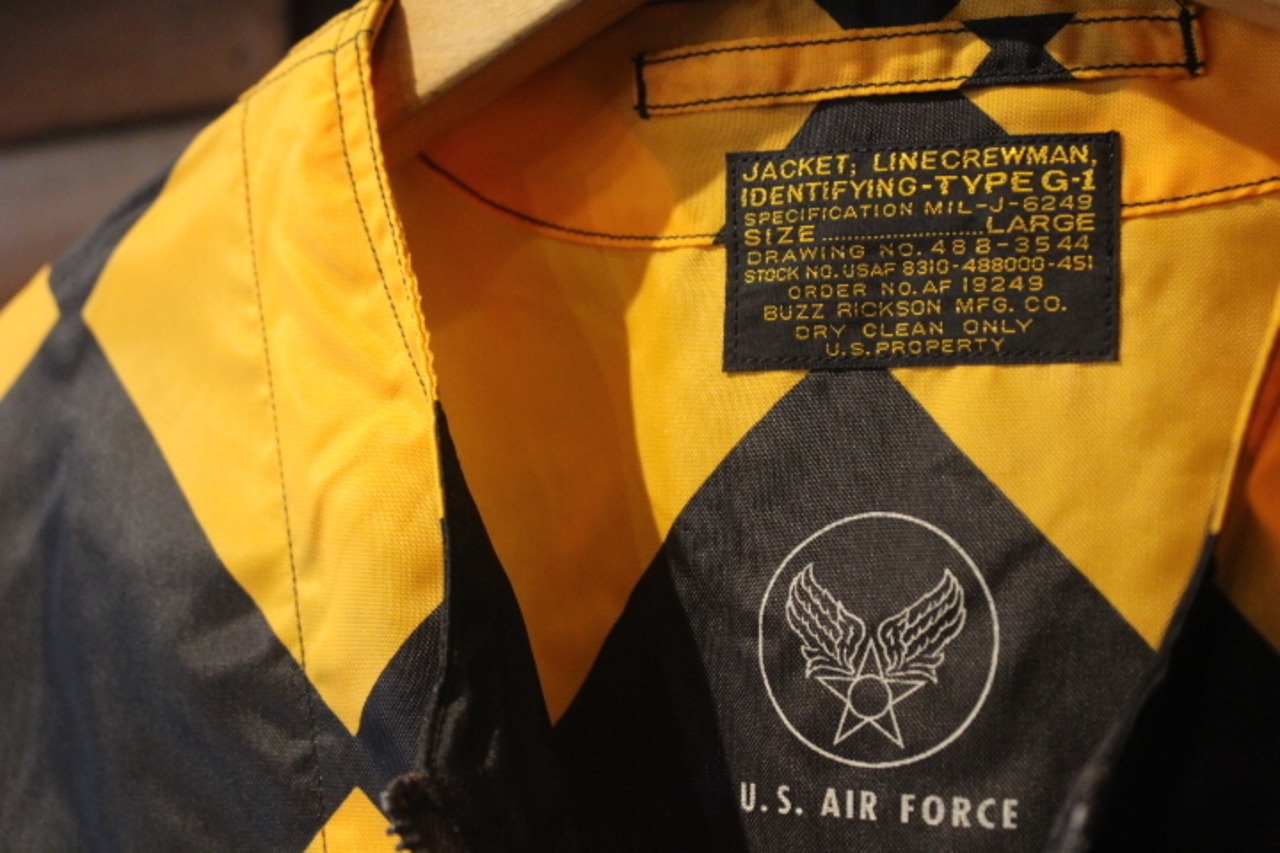 JACKET; LINECREWMAN,
IDENTIFYING-TYPE G-1
SPECIFICATION MIL-J-6249
SIZE.......................LARGE
DRAWING NO. 48B-3544
STOCK NO. USAF 8310-488000-451
ORDER NO. AF 19249
BUZZ RICKSON MFG. CO.
DRY CLEAN ONLY
U.S. PROPERTY
U.S. AIR FORCE